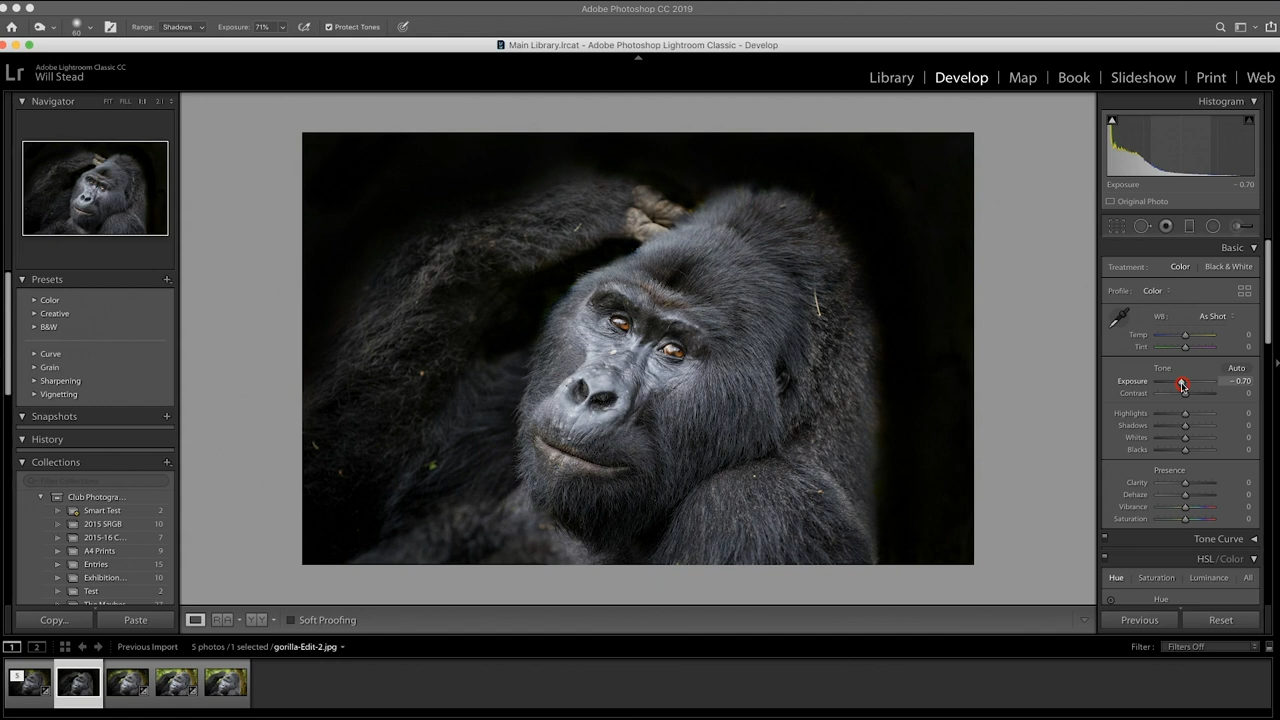 Adobe Photoshop CC 2019
60 Range: Shadows Exposure: 71% Protect Tones
Main Library.lrcat - Adobe Photoshop Lightroom Classic - Develop
Lr Adobe Lightroom Classic CC
Will Stead
Library | Develop | Map | Book | Slideshow | Print | Web
Navigator FIT FILL 1:1 2:1
Histogram
Exposure - 0.70
Original Photo
Basic
Treatment : Color Black & White
Profile : Color
WB : As Shot
Temp 0
Tint 0
Tone Auto
Exposure - 0.70
Contrast 0
Highlights 0
Shadows 0
Whites 0
Blacks 0
Presence
Clarity 0
Dehaze 0
Vibrance 0
Saturation 0
Tone Curve
HSL / Color
Hue Saturation Luminance All
Hue
Previous Reset
Presets +
Color
Creative
B&W
Curve
Grain
Sharpening
Vignetting
Snapshots
History
Collections +
Filter Collections
Club Photogra...
Smart Test 2
2015 SRGB 10
2015-16 C... 7
A4 Prints 9
Entries 15
Exhibition... 10
Test 2
Copy... Paste
Soft Proofing
1 2 Previous Import 5 photos / 1 selected / gorilla-Edit-2.jpg
Filter : Filters Off
5